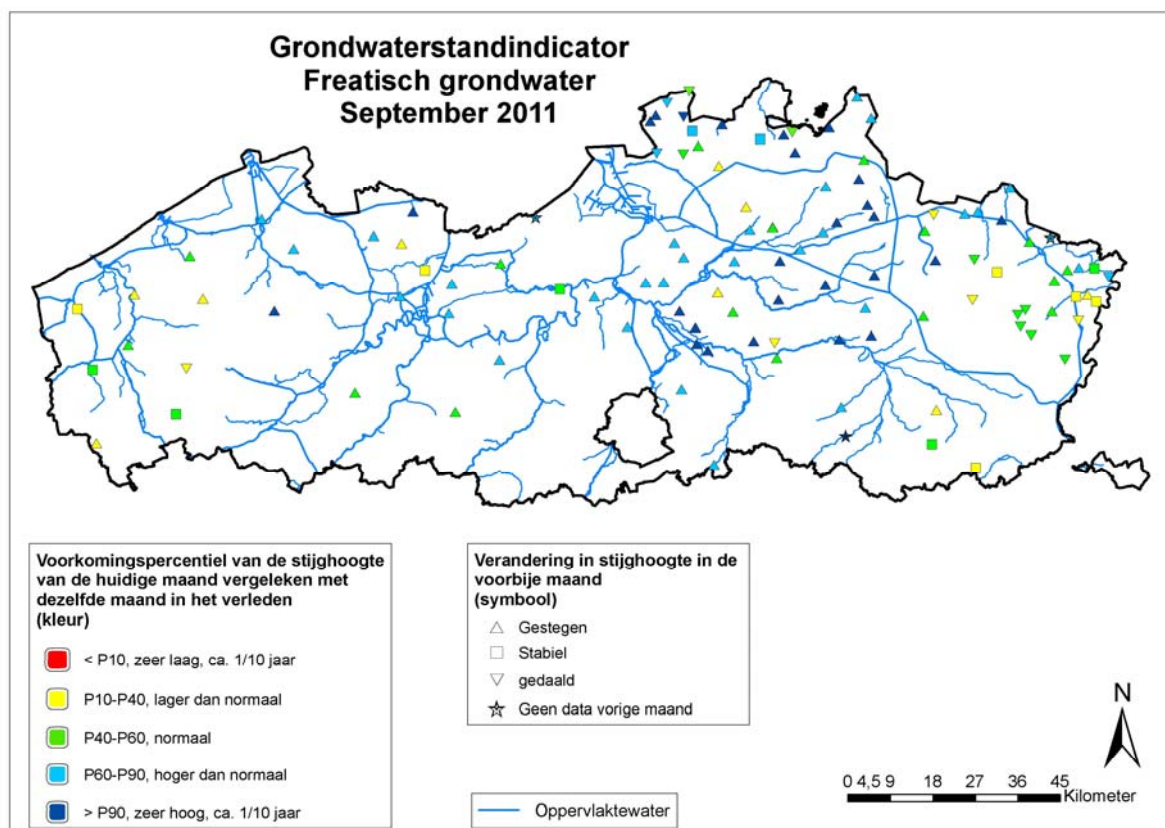 Grondwaterstandindicator
Freatisch grondwater
September 2011
Voorkomingspercentiel van de stijghoogte
van de huidige maand vergeleken met
dezelfde maand in het verleden
(kleur)
< P10, zeer laag, ca. 1/10 jaar
P10-P40, lager dan normaal
P40-P60, normaal
P60-P90, hoger dan normaal
> P90, zeer hoog, ca. 1/10 jaar
Verandering in stijghoogte in de
voorbije maand
(symbool)
Gestegen
Stabiel
gedaald
Geen data vorige maand
Oppervlaktewater
N
0 4,5 9 18 27 36 45
Kilometer